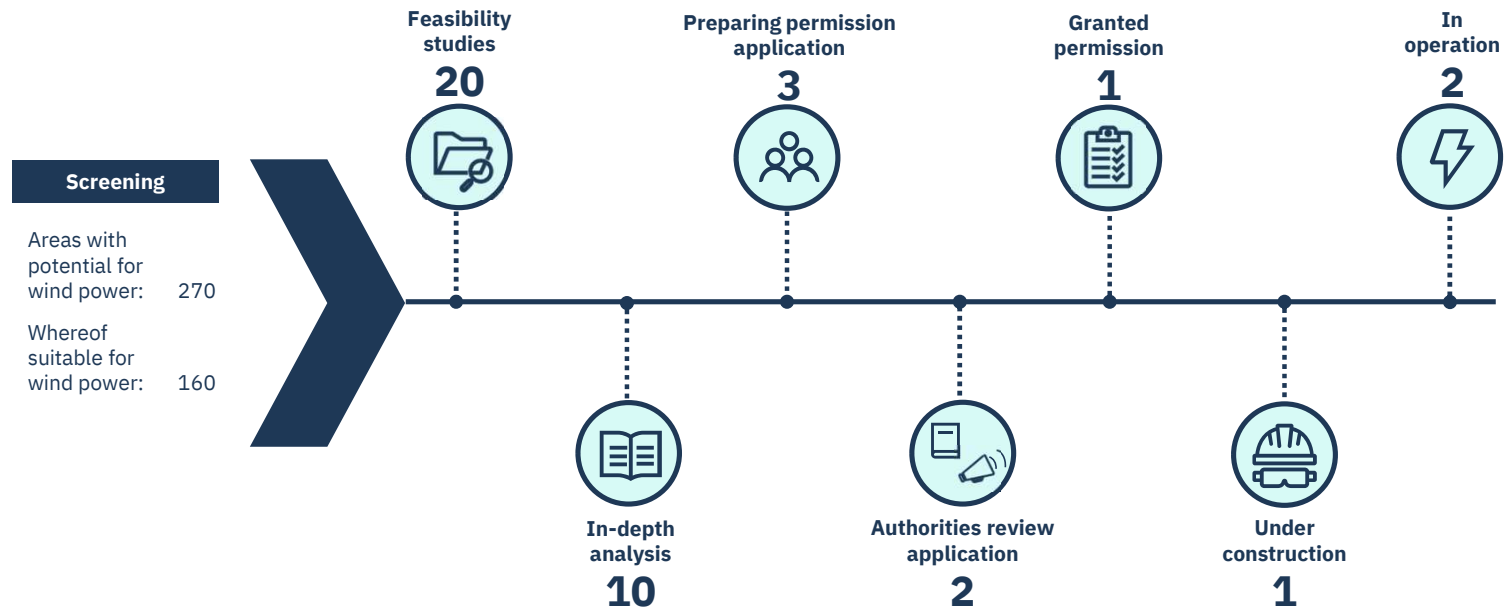 Screening
Areas with
potential for
wind power: 270
Whereof
suitable for
wind power: 160
Feasibility
studies
20
In-depth
analysis
10
Preparing permission
application
3
Authorities review
application
2
Granted
permission
1
Under
construction
1
In
operation
2